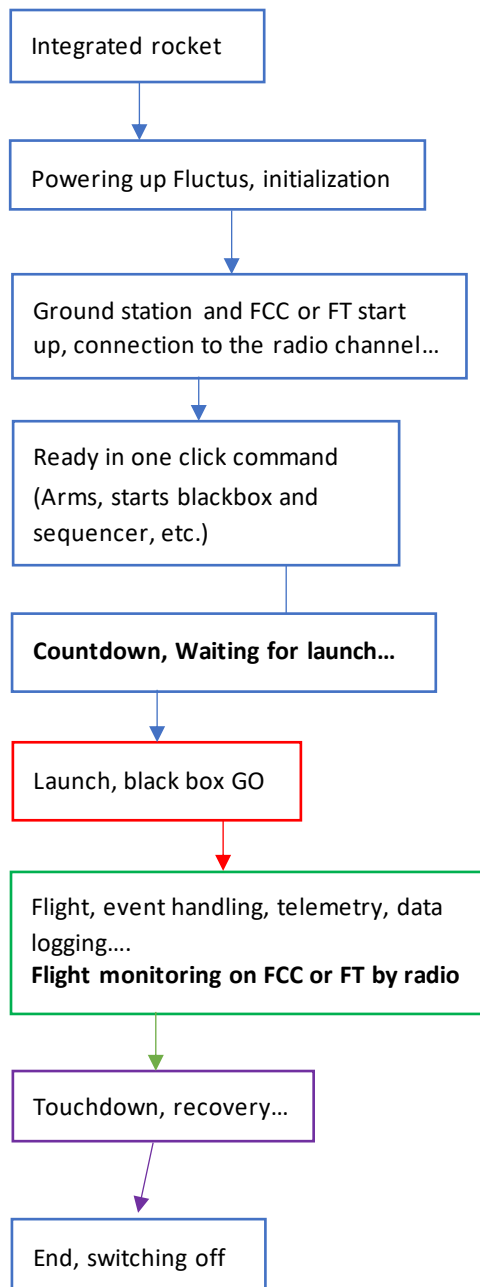 Integrated rocket
Powering up Fluctus, initialization
Ground station and FCC or FT start
up, connection to the radio channel…
Ready in one click command
(Arms, starts blackbox and
sequencer, etc.)
Countdown, Waiting for launch…
Launch, black box GO
Flight, event handling, telemetry, data
logging….
Flight monitoring on FCC or FT by radio
Touchdown, recovery…
End, switching off